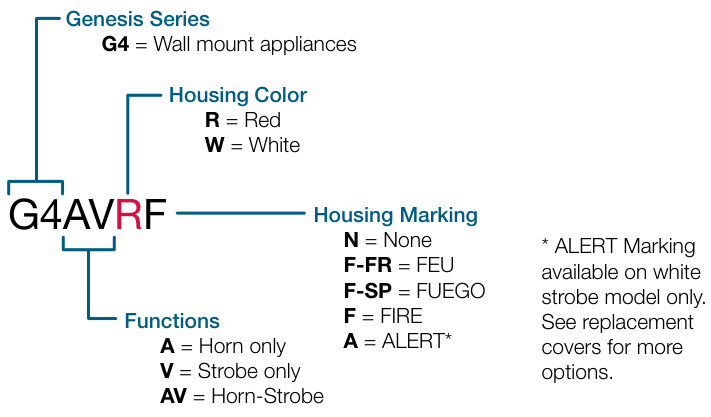 Genesis Series
G4 = Wall mount appliances
Housing Color
R = Red
W = White
G4AVRF
Housing Marking
N = None
F-FR = FEU
F-SP = FUEGO
F = FIRE
A = ALERT*
* ALERT Marking
available on white
strobe model only.
See replacement
covers for more
options.
Functions
A = Horn only
V = Strobe only
AV = Horn-Strobe